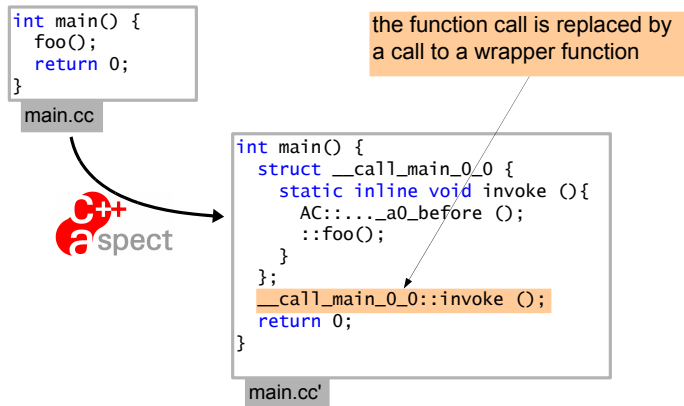 int main() {
  foo();
  return 0;
}
main.cc
the function call is replaced by
a call to a wrapper function
int main() {
  struct __call_main_0_0 {
    static inline void invoke (){
      AC::..._a0_before ();
      ::foo();
    }
  };
  __call_main_0_0::invoke ();
  return 0;
}
main.cc'
c++
aspect